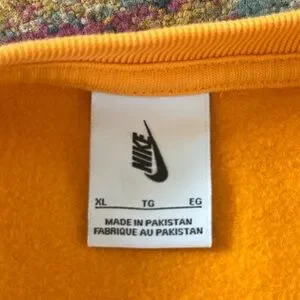 NIKE
XL TG EG
MADE IN PAKISTAN
FABRIQUE AU PAKISTAN